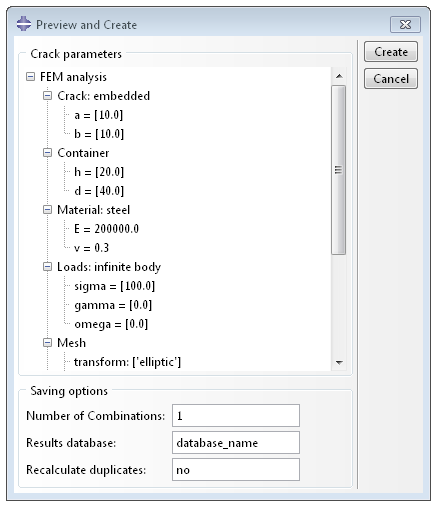 Preview and Create
Crack parameters
FEM analysis
Crack: embedded
a = [10.0]
b = [10.0]
Container
h = [20.0]
d = [40.0]
Material: steel
E = 200000.0
v = 0.3
Loads: infinite body
sigma = [100.0]
gamma = [0.0]
omega = [0.0]
Mesh
transform: ['elliptic']
Create
Cancel
Saving options
Number of Combinations: 1
Results database: database_name
Recalculate duplicates: no